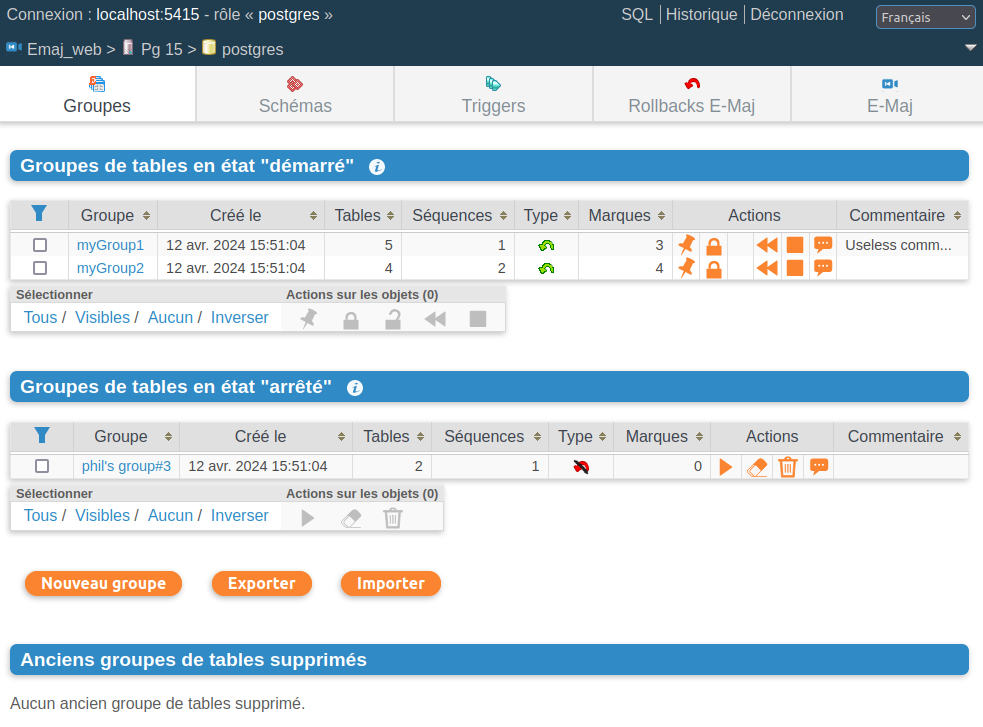 Connexion : localhost:5415 - rôle « postgres » SQL Historique Déconnexion Français
Emaj_web > Pg 15 > postgres
Groupes Schémas Triggers Rollbacks E-Maj E-Maj
Groupes de tables en état "démarré"
Groupe Créé le Tables Séquences Type Marques Actions Commentaire
myGroup1 12 avr. 2024 15:51:04 5 1 3 Useless comm...
myGroup2 12 avr. 2024 15:51:04 4 2 4
Sélectionner Actions sur les objets (0)
Tous / Visibles / Aucun / Inverser
Groupes de tables en état "arrêté"
Groupe Créé le Tables Séquences Type Marques Actions Commentaire
phil's group#3 12 avr. 2024 15:51:04 2 1 0
Sélectionner Actions sur les objets (0)
Tous / Visibles / Aucun / Inverser
Nouveau groupe Exporter Importer
Anciens groupes de tables supprimés
Aucun ancien groupe de tables supprimé.